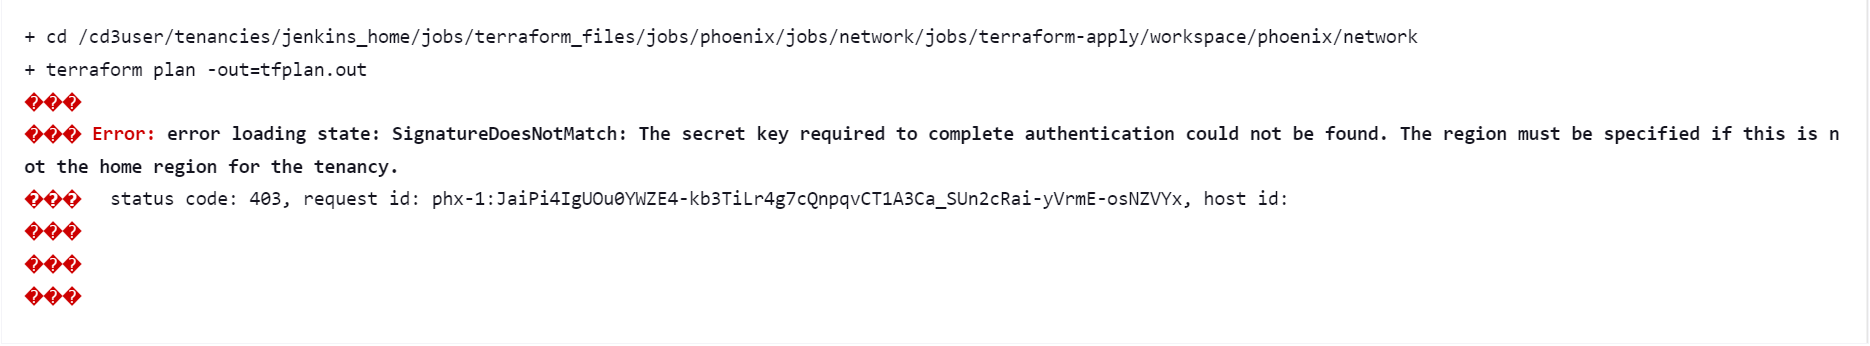 + cd /cd3user/tenancies/jenkins_home/jobs/terraform_files/jobs/phoenix/jobs/network/jobs/terraform-apply/workspace/phoenix/network
+ terraform plan -out=tfplan.out
���
��� Error: error loading state: SignatureDoesNotMatch: The secret key required to complete authentication could not be found. The region must be specified if this is n
ot the home region for the tenancy.
���   status code: 403, request id: phx-1:JaiPi4IgUOu0YWZE4-kb3TiLr4g7cQnpqvCT1A3Ca_SUn2cRai-yVrmE-osNZVYx, host id:
���
���
���